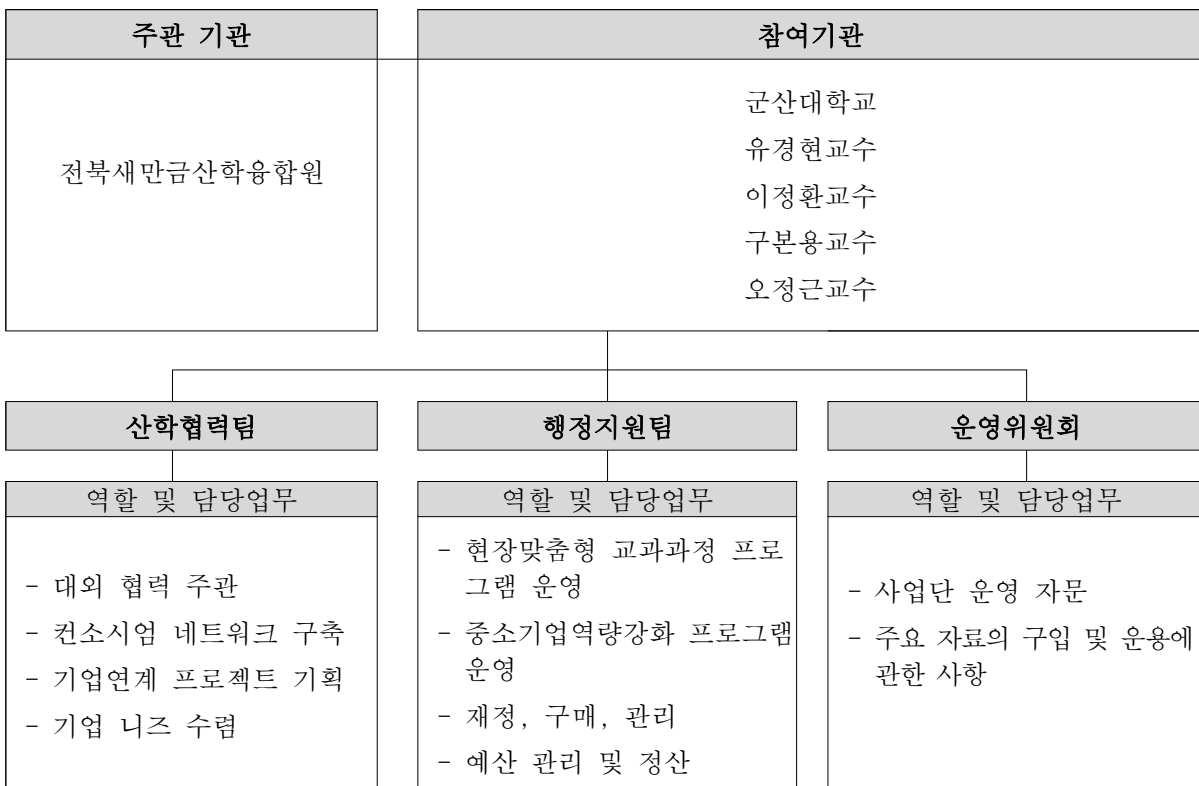 주관 기관
참여기관
전북새만금산학융합원
군산대학교
유경현교수
이정환교수
구본용교수
오정근교수
산학협력팀
행정지원팀
운영위원회
역할 및 담당업무
- 대외 협력 주관
- 컨소시엄 네트워크 구축
- 기업연계 프로젝트 기획
- 기업 니즈 수렴
역할 및 담당업무
- 현장맞춤형 교과과정 프로
그램 운영
- 중소기업역량강화 프로그램
운영
- 재정, 구매, 관리
- 예산 관리 및 정산
역할 및 담당업무
- 사업단 운영 자문
- 주요 자료의 구입 및 운용에
관한 사항